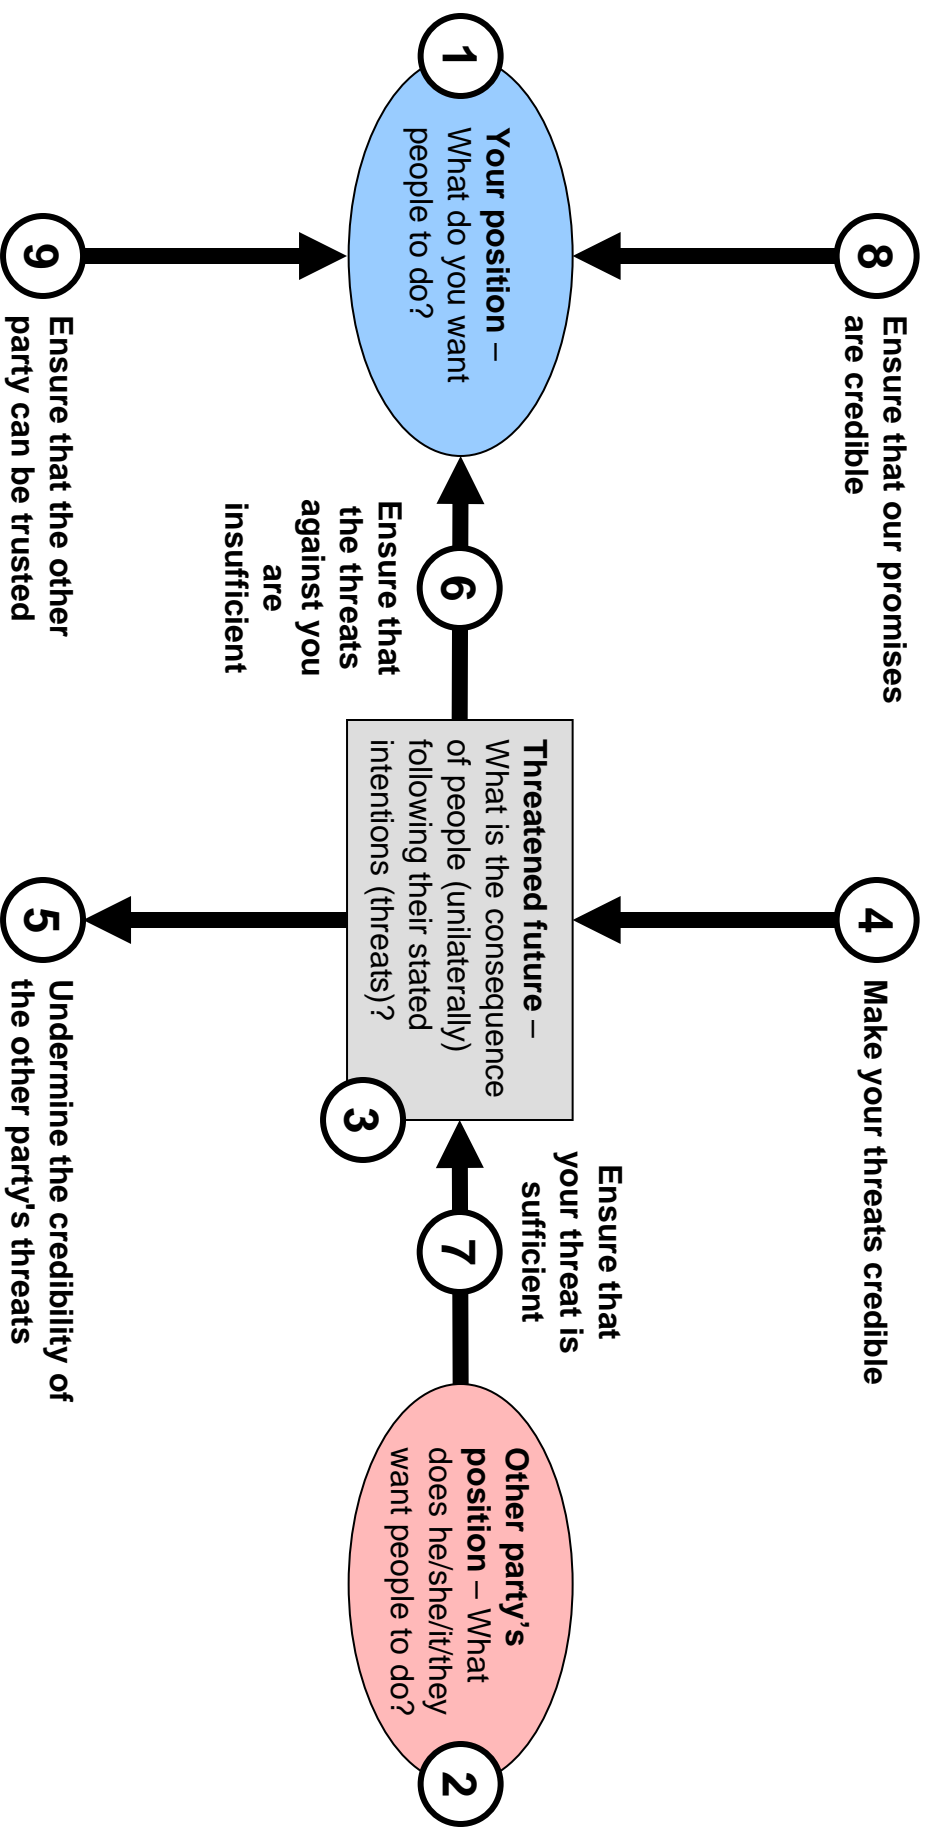 1
Your position –
What do you want
people to do?
8
Ensure that our promises
are credible
9
Ensure that the other
party can be trusted
6
Ensure that
the threats
against you
are
insufficient
Threatened future –
What is the consequence
of people (unilaterally)
following their stated
intentions (threats)?
3
4
Make your threats credible
5
Undermine the credibility of
the other party's threats
Ensure that
your threat is
sufficient
7
Other party’s
position – What
does he/she/it/they
want people to do?
2